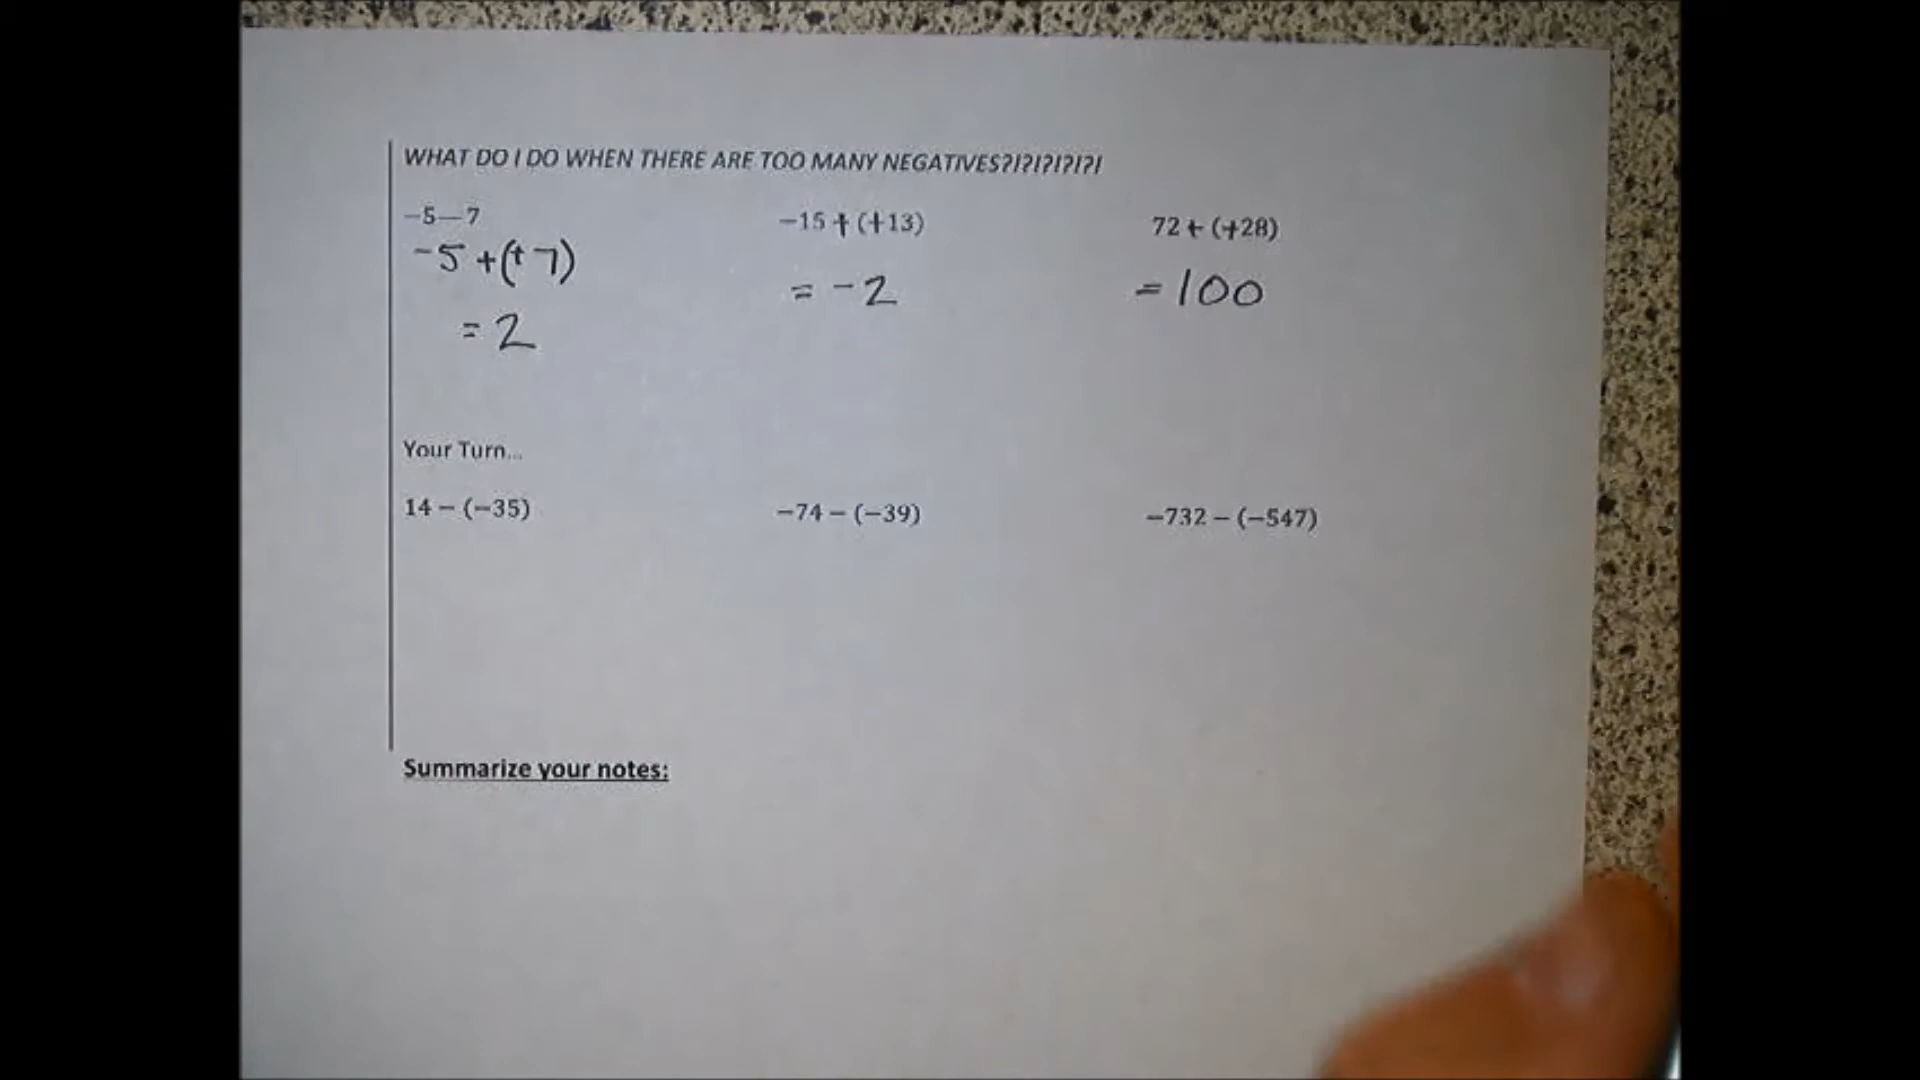 WHAT DO I DO WHEN THERE ARE TOO MANY NEGATIVES?!?!?!?!?!
−5—7 −15 + (+13) 72 + (+28)
-5 +(+7) = -2 = 100
= 2
Your Turn...
14 − (−35) −74 − (−39) −732 − (−547)
Summarize your notes: